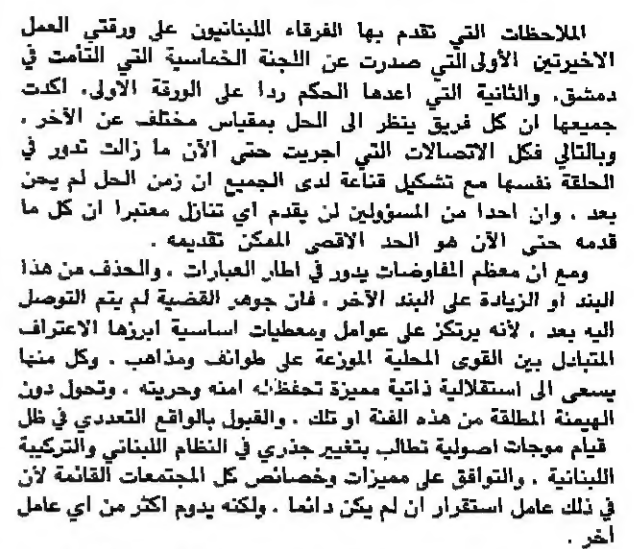 الملاحظات التي تقدم بها الفرقاء اللبنانيون على ورقتي العمل
الاخيرتين الأولى التي صدرت عن اللجنة الخماسية التي التأمت في
دمشق، والثانية التي اعدها الحكم ردا على الورقة الاولى، اكدت
جميعها ان كل فريق ينظر الى الحل بمقياس مختلف عن الآخر ،
وبالتالي فكل الاتصالات التي اجريت حتى الآن ما زالت تدور في
الحلقة نفسها مع تشكيل قناعة لدى الجميع ان زمن الحل لم يحن
بعد ، وان احدا من المسؤولين لن يقدم اي تنازل معتبرا ان كل ما
قدمه حتى الآن هو الحد الاقصى الممكن تقديمه .
ومع ان معظم المفاوضات يدور في اطار العبارات ، والحذف من هذا
البند او الزيادة على البند الآخر ، فان جوهر القضية لم يتم التوصل
اليه بعد ، لأنه يرتكز على عوامل ومعطيات اساسية ابرزها الاعتراف
المتبادل بين القوى المحلية الموزعة على طوائف ومذاهب ، وكل منها
يسعى الى استقلالية ذاتية مميزة تحفظ له امنه وحريته ، وتحول دون
الهيمنة المطلقة من هذه الفئة او تلك ، والقبول بالواقع التعددي في ظل
قيام موجات اصولية تطالب بتغيير جذري في النظام اللبناني والتركيبة
اللبنانية ، والتوافق على مميزات وخصائص كل المجتمعات القائمة لأن
في ذلك عامل استقرار ان لم يكن دائما ، ولكنه يدوم اكثر من اي عامل
آخر .